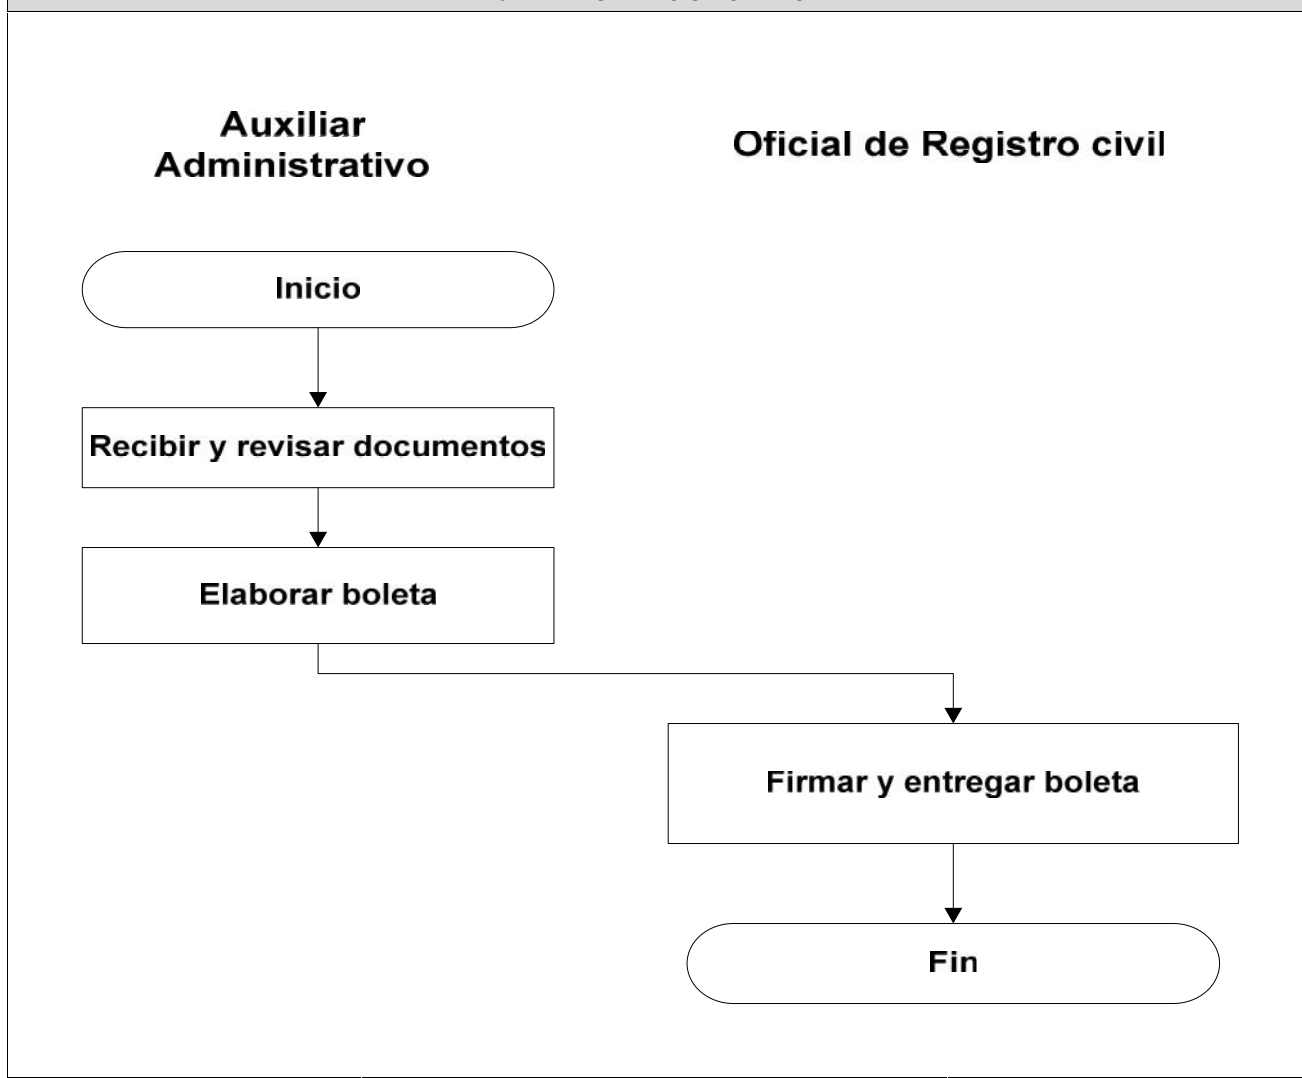 Auxiliar
Administrativo
Oficial de Registro civil
Inicio
Recibir y revisar documentos
Elaborar boleta
Firmar y entregar boleta
Fin